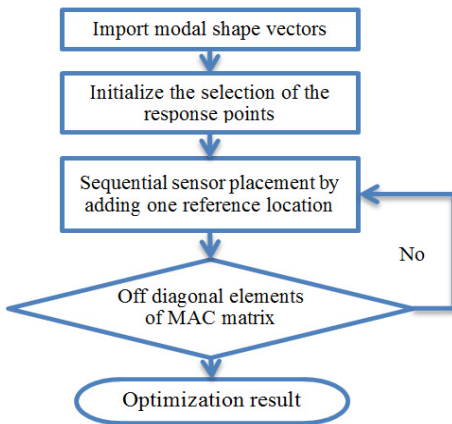 Import modal shape vectors
Initialize the selection of the
response points
Sequential sensor placement by
adding one reference location
No
Off diagonal elements
of MAC matrix
Optimization result